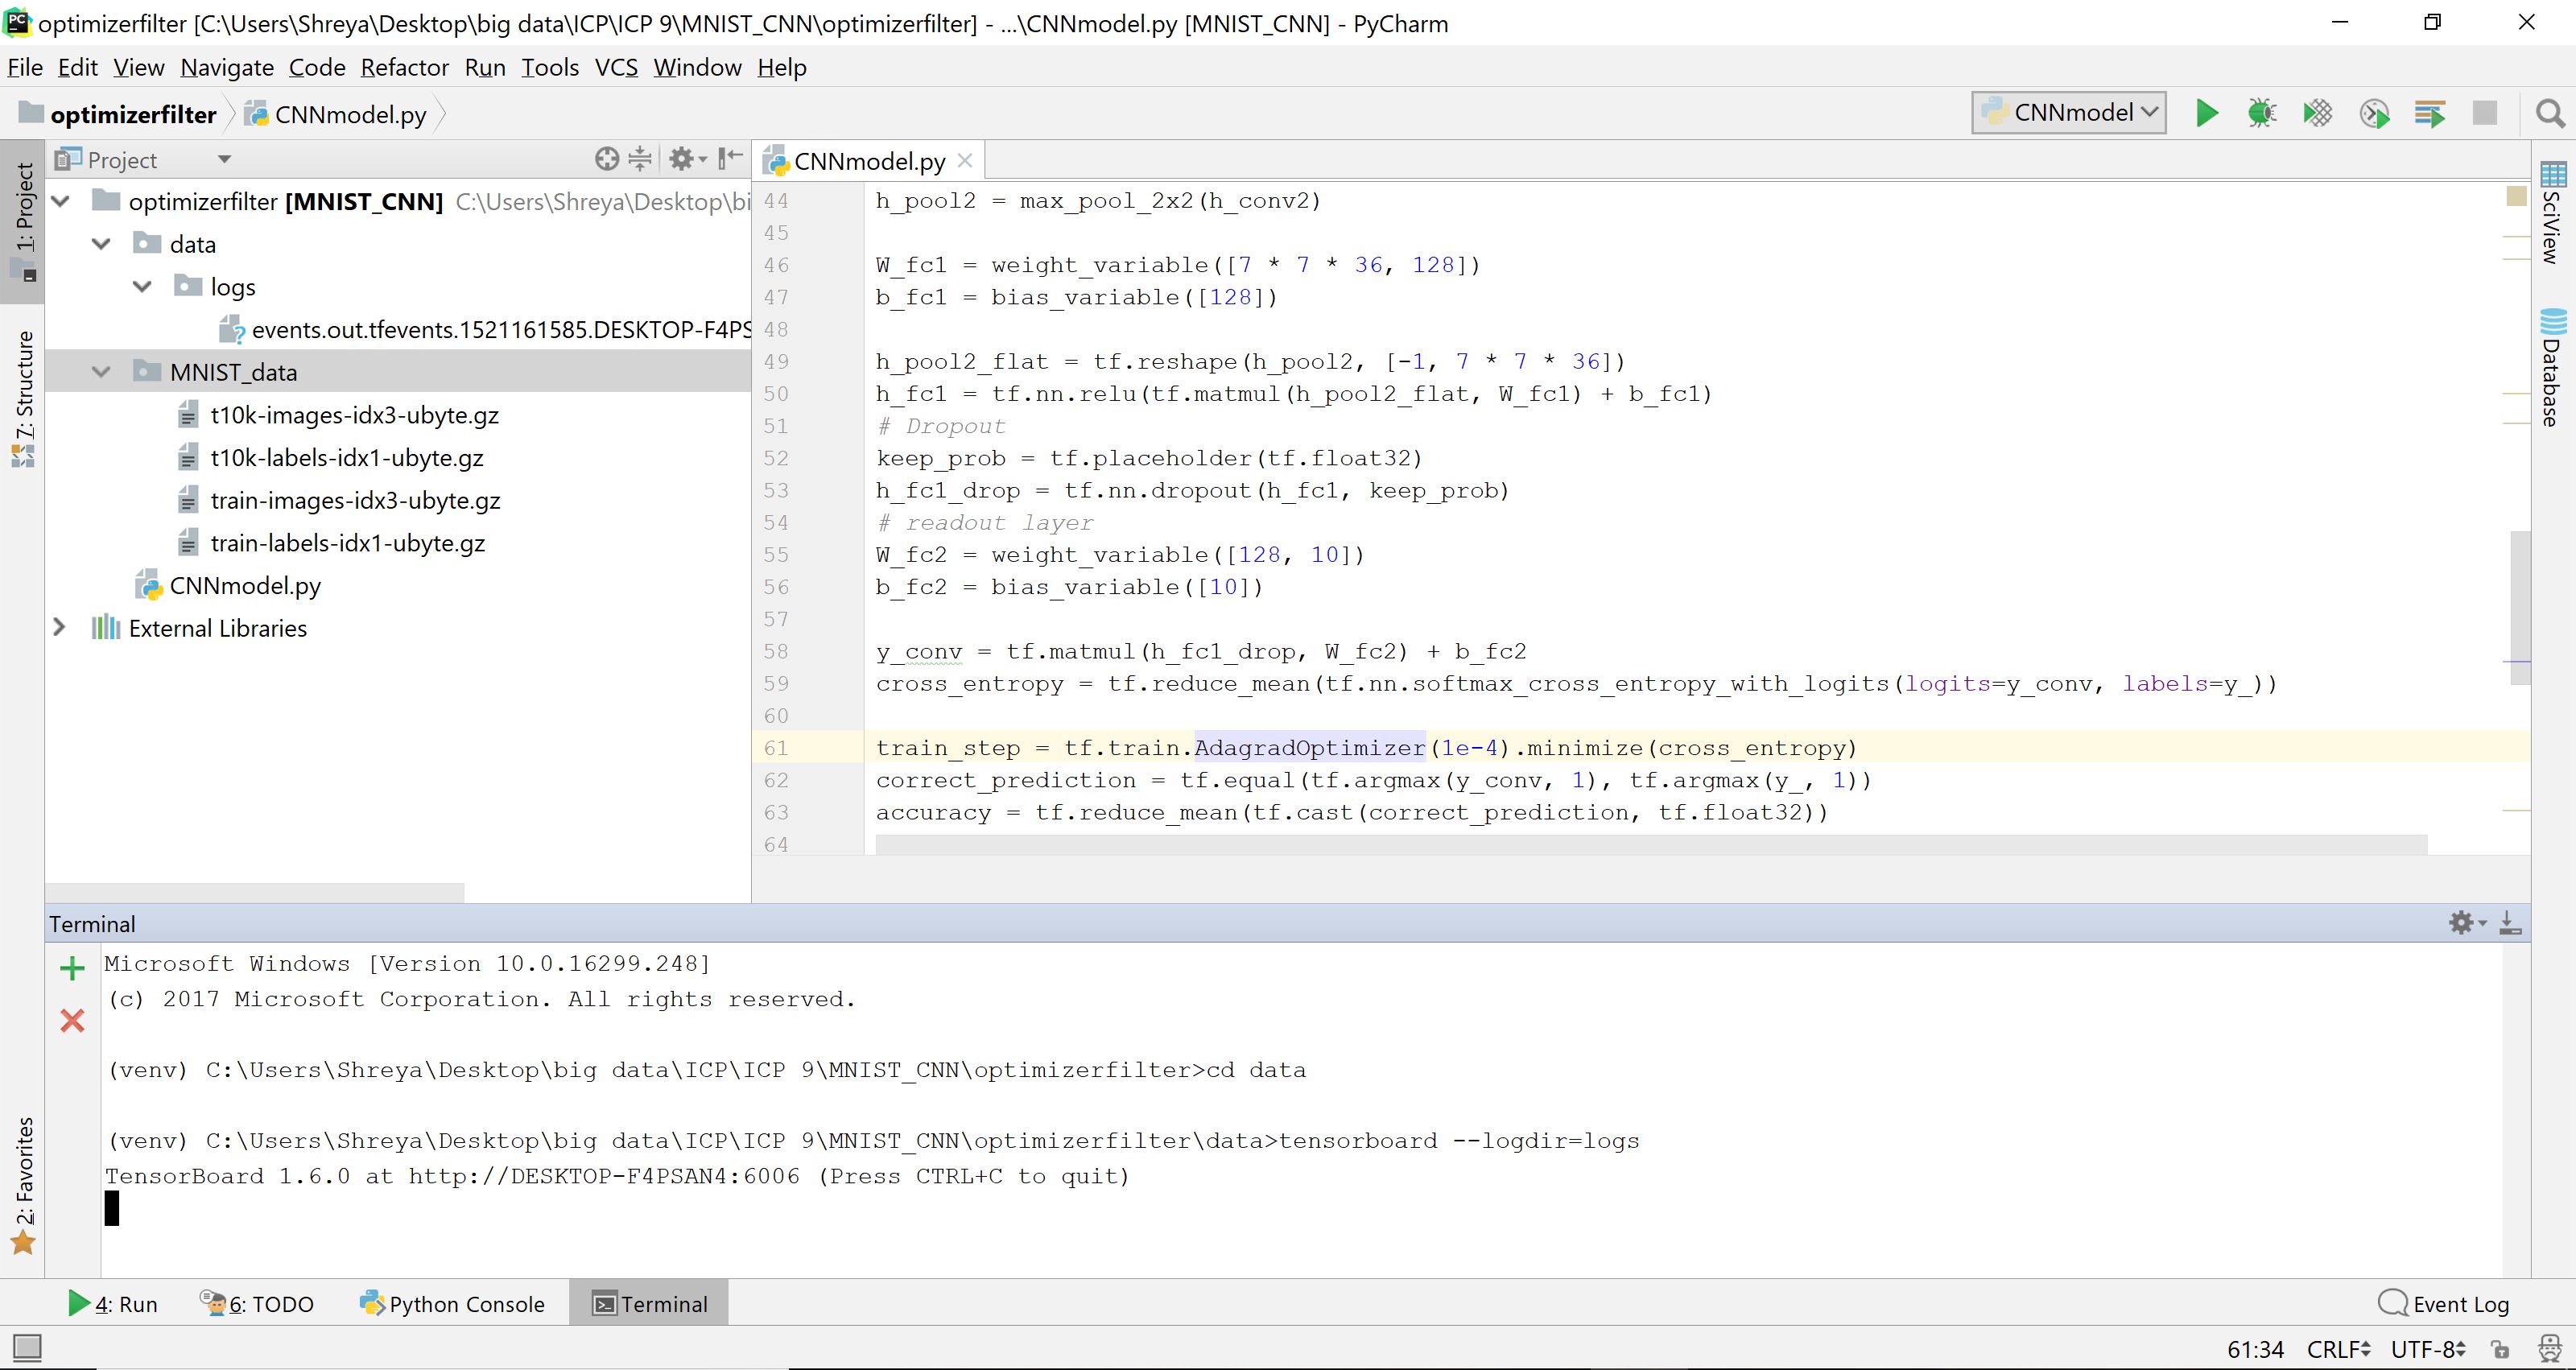 optimizerfilter [C:\Users\Shreya\Desktop\big data\ICP\ICP 9\MNIST_CNN\optimizerfilter] - ...\CNNmodel.py [MNIST_CNN] - PyCharm
File Edit View Navigate Code Refactor Run Tools VCS Window Help
optimizerfilter CNNmodel.py CNNmodel
1: Project
7: Structure
2: Favorites
Project
optimizerfilter [MNIST_CNN] C:\Users\Shreya\Desktop\bi
data
logs
events.out.tfevents.1521161585.DESKTOP-F4PS
MNIST_data
t10k-images-idx3-ubyte.gz
t10k-labels-idx1-ubyte.gz
train-images-idx3-ubyte.gz
train-labels-idx1-ubyte.gz
CNNmodel.py
External Libraries
CNNmodel.py
44 h_pool2 = max_pool_2x2(h_conv2)
45
46 W_fc1 = weight_variable([7 * 7 * 36, 128])
47 b_fc1 = bias_variable([128])
48
49 h_pool2_flat = tf.reshape(h_pool2, [-1, 7 * 7 * 36])
50 h_fc1 = tf.nn.relu(tf.matmul(h_pool2_flat, W_fc1) + b_fc1)
51 # Dropout
52 keep_prob = tf.placeholder(tf.float32)
53 h_fc1_drop = tf.nn.dropout(h_fc1, keep_prob)
54 # readout layer
55 W_fc2 = weight_variable([128, 10])
56 b_fc2 = bias_variable([10])
57
58 y_conv = tf.matmul(h_fc1_drop, W_fc2) + b_fc2
59 cross_entropy = tf.reduce_mean(tf.nn.softmax_cross_entropy_with_logits(logits=y_conv, labels=y_))
60
61 train_step = tf.train.AdagradOptimizer(1e-4).minimize(cross_entropy)
62 correct_prediction = tf.equal(tf.argmax(y_conv, 1), tf.argmax(y_, 1))
63 accuracy = tf.reduce_mean(tf.cast(correct_prediction, tf.float32))
64
SciView
Database
Terminal
Microsoft Windows [Version 10.0.16299.248]
(c) 2017 Microsoft Corporation. All rights reserved.
(venv) C:\Users\Shreya\Desktop\big data\ICP\ICP 9\MNIST_CNN\optimizerfilter>cd data
(venv) C:\Users\Shreya\Desktop\big data\ICP\ICP 9\MNIST_CNN\optimizerfilter\data>tensorboard --logdir=logs
TensorBoard 1.6.0 at http://DESKTOP-F4PSAN4:6006 (Press CTRL+C to quit)
4: Run 6: TODO Python Console Terminal Event Log
61:34 CRLF UTF-8